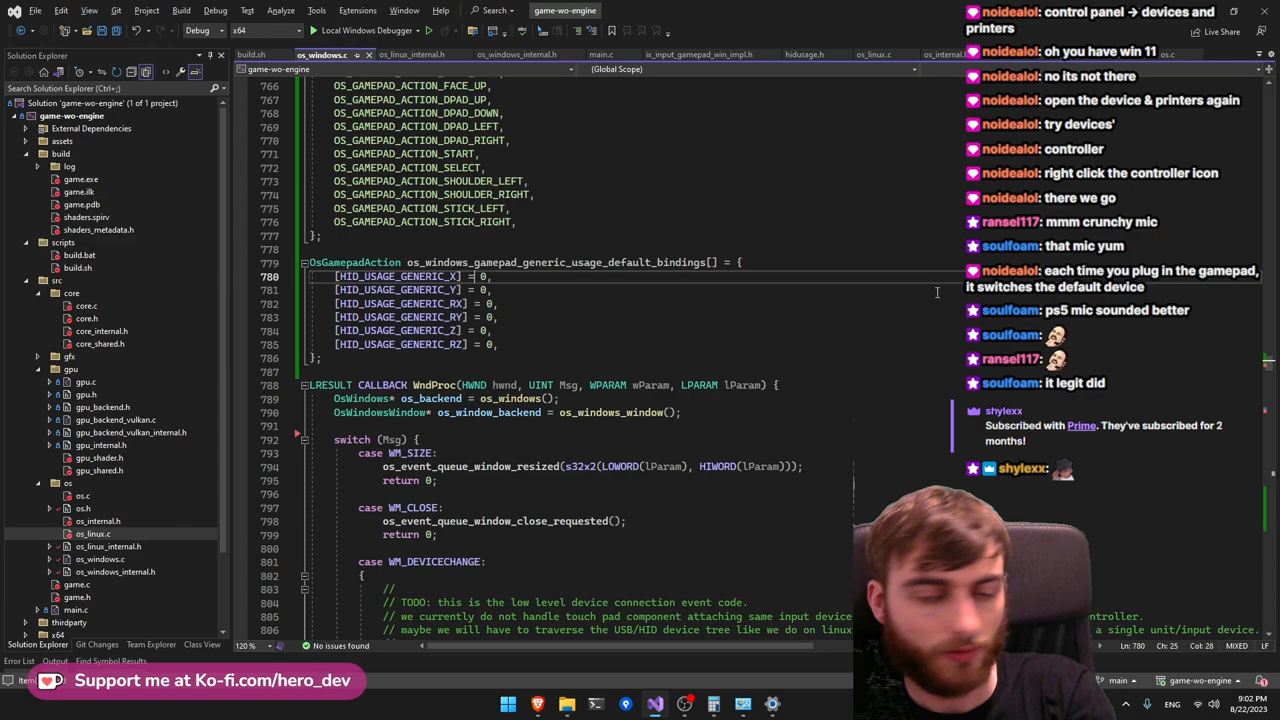 File Edit View Git Project Build Debug Test Analyze Tools Extensions Window Help Search game-wo-engine
Debug x64 Local Windows Debugger Live Share
Solution Explorer
Search Solution Explorer (Ctrl+;)
Solution 'game-wo-engine' (1 of 1 project)
game-wo-engine
External Dependencies
assets
build
log
game.exe
game.ilk
game.pdb
shaders.spirv
shaders_metadata.h
scripts
build.bat
build.sh
src
core
core.c
core.h
core_internal.h
core_shared.h
gfx
gpu
gpu.c
gpu.h
gpu_backend.h
gpu_backend_vulkan.c
gpu_backend_vulkan_internal.h
gpu_internal.h
gpu_shader.h
gpu_shared.h
os
os.c
os.h
os_internal.h
os_linux.c
os_linux_internal.h
os_windows.c
os_windows_internal.h
game.c
game.h
main.c
thirdparty
x64
Solution Explorer Git Changes Team Explorer Class View
Error List Output Find Symbol Results
build.sh os_windows.c os_linux_internal.h os_windows_internal.h main.c ix_input_gamepad_win_impl.h hidusage.h os_linux.c os_internal.h os.c
game-wo-engine (Global Scope)
766 OS_GAMEPAD_ACTION_FACE_UP,
767 OS_GAMEPAD_ACTION_DPAD_UP,
768 OS_GAMEPAD_ACTION_DPAD_DOWN,
769 OS_GAMEPAD_ACTION_DPAD_LEFT,
770 OS_GAMEPAD_ACTION_DPAD_RIGHT,
771 OS_GAMEPAD_ACTION_START,
772 OS_GAMEPAD_ACTION_SELECT,
773 OS_GAMEPAD_ACTION_SHOULDER_LEFT,
774 OS_GAMEPAD_ACTION_SHOULDER_RIGHT,
775 OS_GAMEPAD_ACTION_STICK_LEFT,
776 OS_GAMEPAD_ACTION_STICK_RIGHT,
777 };
778
779 OsGamepadAction os_windows_gamepad_generic_usage_default_bindings[] = {
780 [HID_USAGE_GENERIC_X] = 0,
781 [HID_USAGE_GENERIC_Y] = 0,
782 [HID_USAGE_GENERIC_RX] = 0,
783 [HID_USAGE_GENERIC_RY] = 0,
784 [HID_USAGE_GENERIC_Z] = 0,
785 [HID_USAGE_GENERIC_RZ] = 0,
786 };
787
788 LRESULT CALLBACK WndProc(HWND hwnd, UINT Msg, WPARAM wParam, LPARAM lParam) {
789 OsWindows* os_backend = os_windows();
790 OsWindowsWindow* os_window_backend = os_windows_window();
791
792 switch (Msg) {
793 case WM_SIZE:
794 os_event_queue_window_resized(s32x2(LOWORD(lParam), HIWORD(lParam)));
795 return 0;
796
797 case WM_CLOSE:
798 os_event_queue_window_close_requested();
799 return 0;
800
801 case WM_DEVICECHANGE:
802 {
803 //
804 // TODO: this is the low level device connection event code.
805 // we currently do not handle touch pad component attaching same input device controller.
806 // maybe we will have to traverse the USB/HID device tree like we do on linux a single unit/input device.
120 % No issues found Ln: 780 Ch: 25 Col: 28 MIXED LF
main game-wo-engine
noidealol: control panel → devices and
printers
noidealol: oh you have win 11
noidealol: no its not there
noidealol: open the device & printers again
noidealol: try devices'
noidealol: controller
noidealol: right click the controller icon
noidealol: there we go
ransel117: mmm crunchy mic
soulfoam: that mic yum
noidealol: each time you plug in the gamepad,
it switches the default device
soulfoam: ps5 mic sounded better
soulfoam:
ransel117:
soulfoam: it legit did
shylexx
Subscribed with Prime. They've subscribed for 2
months!
shylexx:
Support me at Ko-fi.com/hero_dev
9:02 PM
8/22/2023